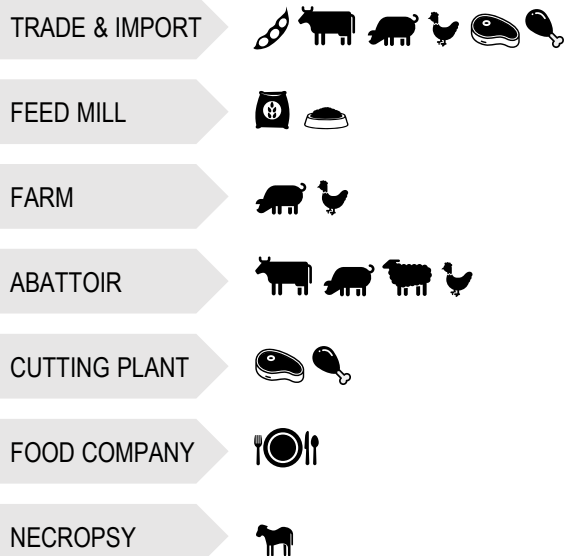 TRADE & IMPORT
FEED MILL
FARM
ABATTOIR
CUTTING PLANT
FOOD COMPANY
NECROPSY